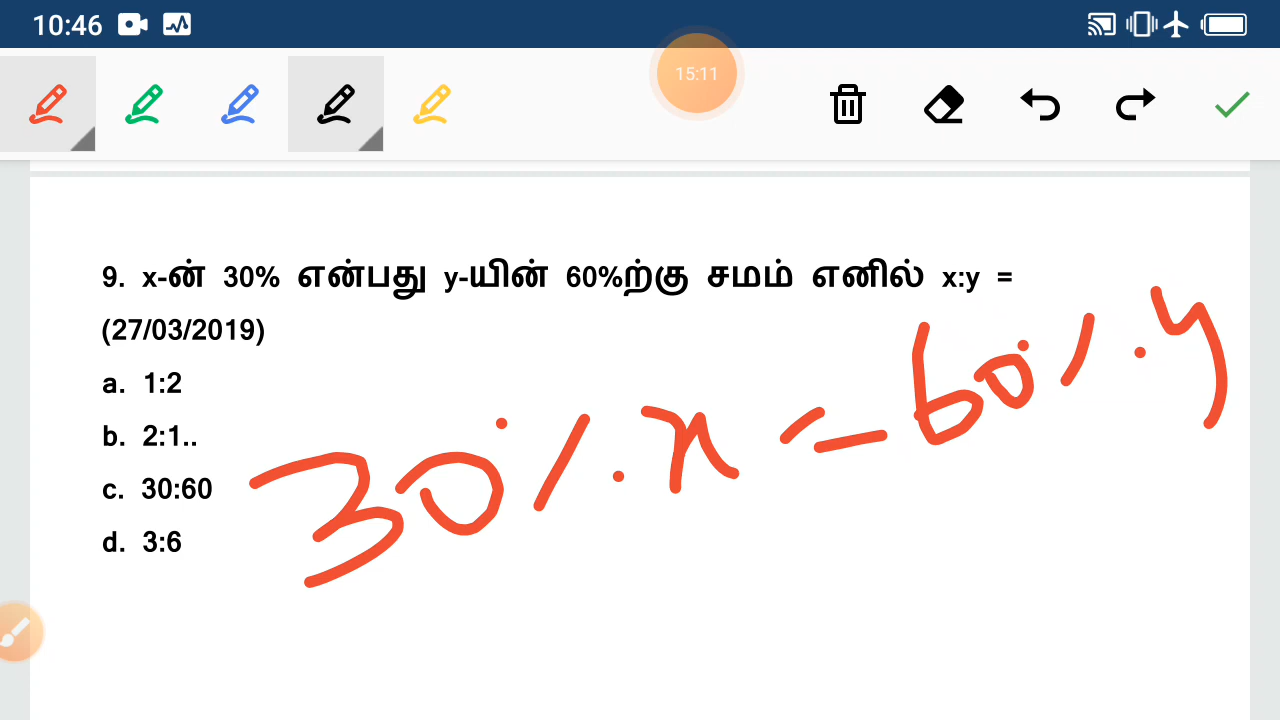 10:46
15:11
9. x-ன் 30% என்பது y-யின் 60%ற்கு சமம் எனில் x:y =
(27/03/2019)
a. 1:2
b. 2:1..
c. 30:60
d. 3:6
30% x = 60% y